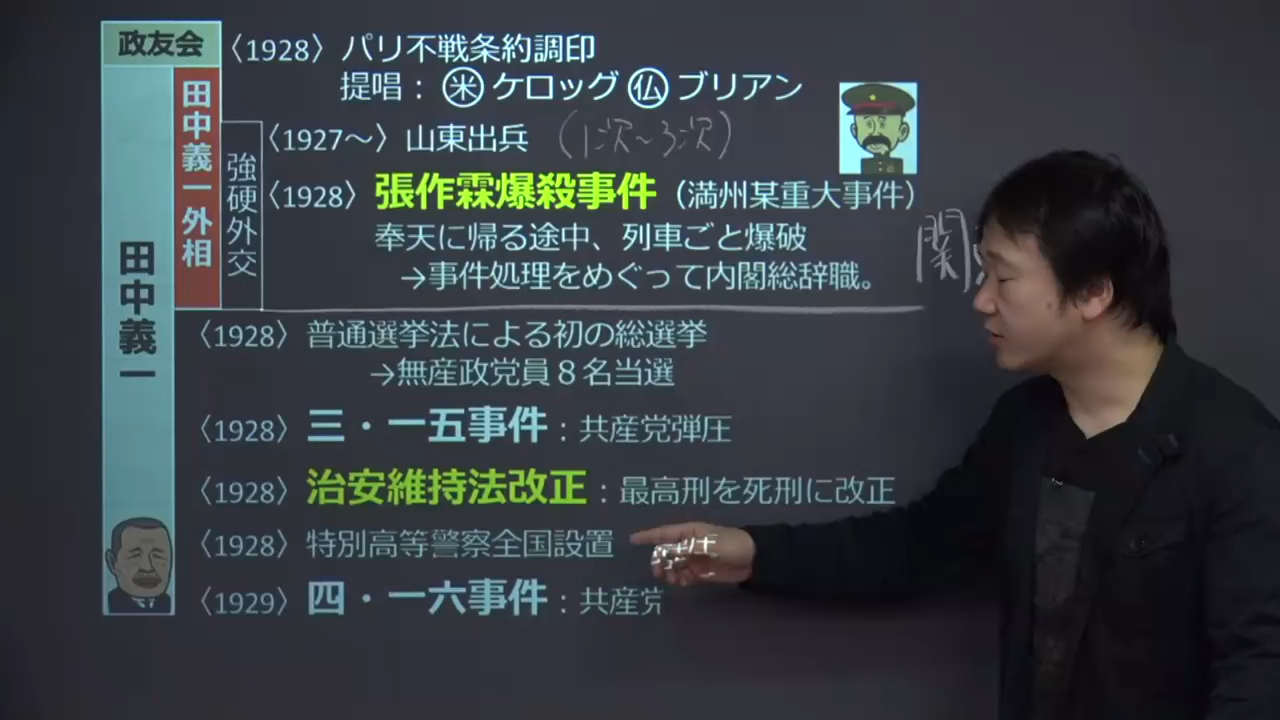 政友会
田中義一
田中義一外相
強硬外交
〈1928〉パリ不戦条約調印
提唱：㊍ケロッグ㋫ブリアン
〈1927～〉山東出兵（1次～3次）
〈1928〉張作霖爆殺事件（満州某重大事件）
奉天に帰る途中、列車ごと爆破
→事件処理をめぐって内閣総辞職。
関
〈1928〉普通選挙法による初の総選挙
→無産政党員８名当選
〈1928〉三・一五事件：共産党弾圧
〈1928〉治安維持法改正：最高刑を死刑に改正
〈1928〉特別高等警察全国設置
〈1929〉四・一六事件：共産党弾圧